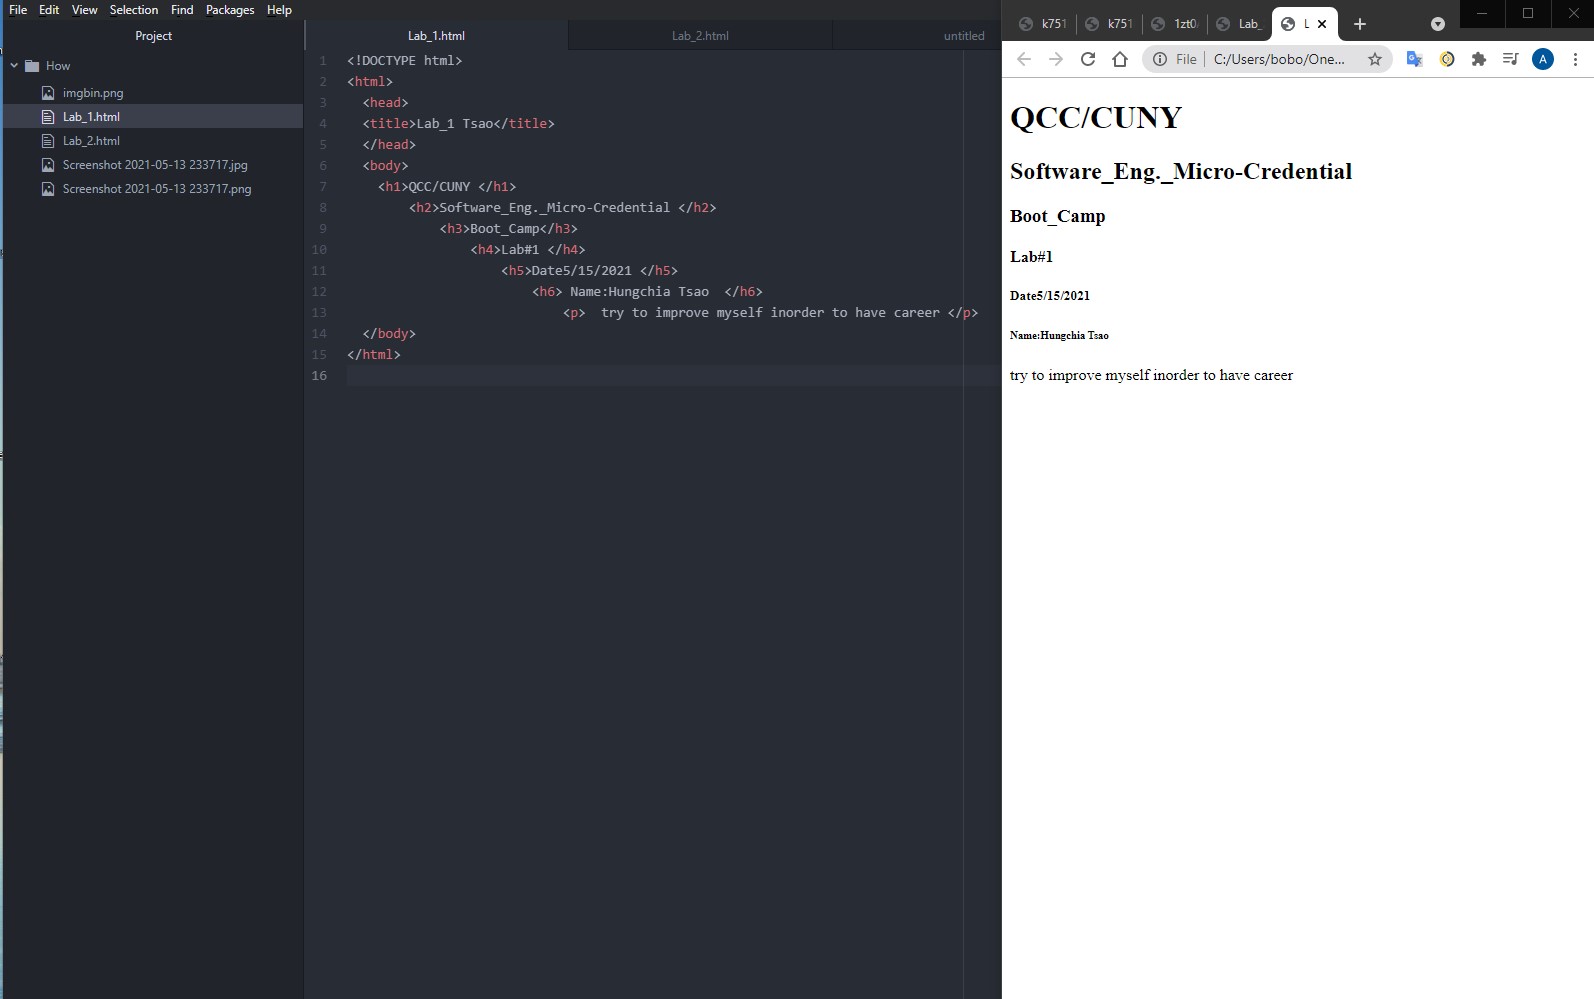 File Edit View Selection Find Packages Help
Project
How
imgbin.png
Lab_1.html
Lab_2.html
Screenshot 2021-05-13 233717.jpg
Screenshot 2021-05-13 233717.png
Lab_1.html Lab_2.html untitled
1 <!DOCTYPE html>
2 <html>
3 <head>
4 <title>Lab_1 Tsao</title>
5 </head>
6 <body>
7 <h1>QCC/CUNY </h1>
8 <h2>Software_Eng._Micro-Credential </h2>
9 <h3>Boot_Camp</h3>
10 <h4>Lab#1 </h4>
11 <h5>Date5/15/2021 </h5>
12 <h6> Name:Hungchia Tsao  </h6>
13 <p>  try to improve myself inorder to have career </p>
14 </body>
15 </html>
16
k751 k751 1zt0 Lab_ L
File C:/Users/bobo/One... A
QCC/CUNY
Software_Eng._Micro-Credential
Boot_Camp
Lab#1
Date5/15/2021
Name:Hungchia Tsao
try to improve myself inorder to have career